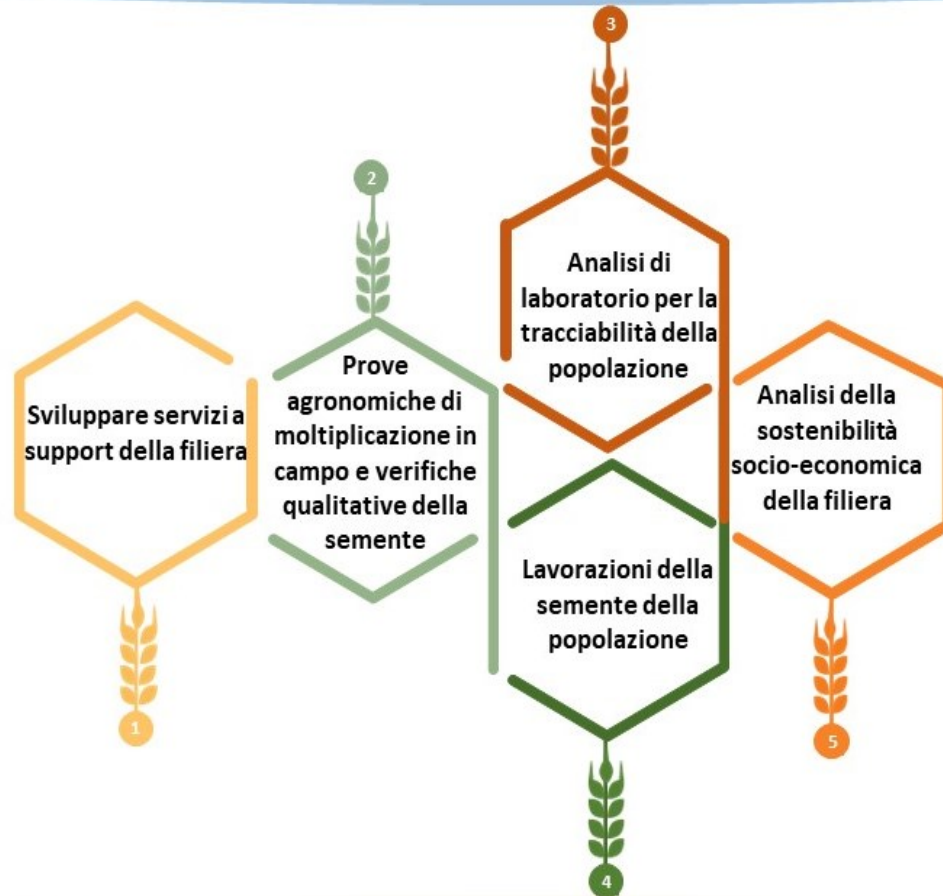 1
Sviluppare servizi a
support della filiera
2
Prove
agronomiche di
moltiplicazione in
campo e verifiche
qualitative della
semente
3
Analisi di
laboratorio per la
tracciabilità della
popolazione
4
Lavorazioni della
semente della
popolazione
5
Analisi della
sostenibilità
socio-economica
della filiera